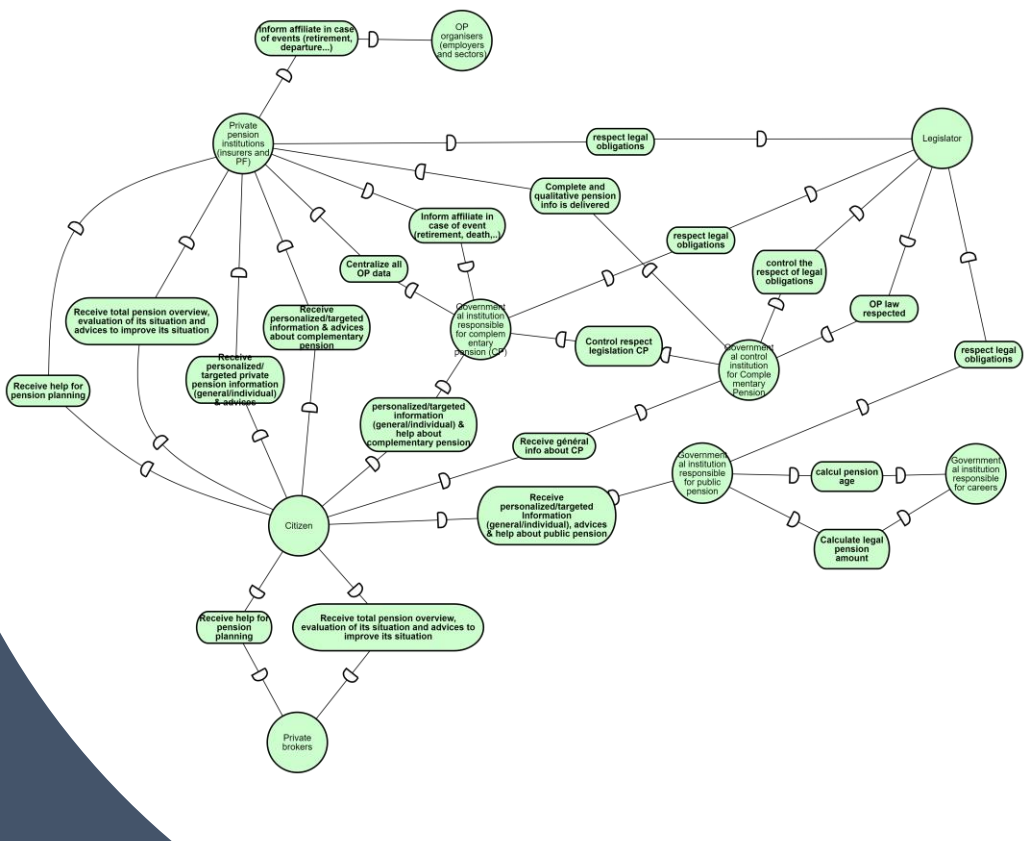 Inform affiliate in case
of events (retirement,
departure...)
OP
organisers
(employers
and sectors)
Private
pension
institutions
(insurers and
PF)
respect legal
obligations
Legislator
Complete and
qualitative pension
info is delivered
Inform affiliate in
case of event
(retirement, death,..)
respect legal
obligations
Centralize all
OP data
control the
respect of legal
obligations
OP law
respected
Receive total pension overview,
evaluation of its situation and
advices to improve its situation
Receive
personalized/targeted
information & advices
about complementary
pension
Government
al institution
responsible
for complem
entary
pension (CP)
Control respect
legislation CP
Government
al control
institution
for Comple
mentary
Pension
respect legal
obligations
Receive help for
pension planning
Receive
personalized/
targeted private
pension information
(general/individual)
& advices
personalized/targeted
information
(general/individual) &
help about
complementary pension
Receive général
info about CP
Government
al institution
responsible
for public
pension
calcul pension
age
Government
al institution
responsible
for careers
Citizen
Receive
personalized/targeted
Information
(general/individual), advices
& help about public pension
Calculate legal
pension
amount
Receive help for
pension
planning
Receive total pension overview,
evaluation of its situation and advices to
improve its situation
Private
brokers